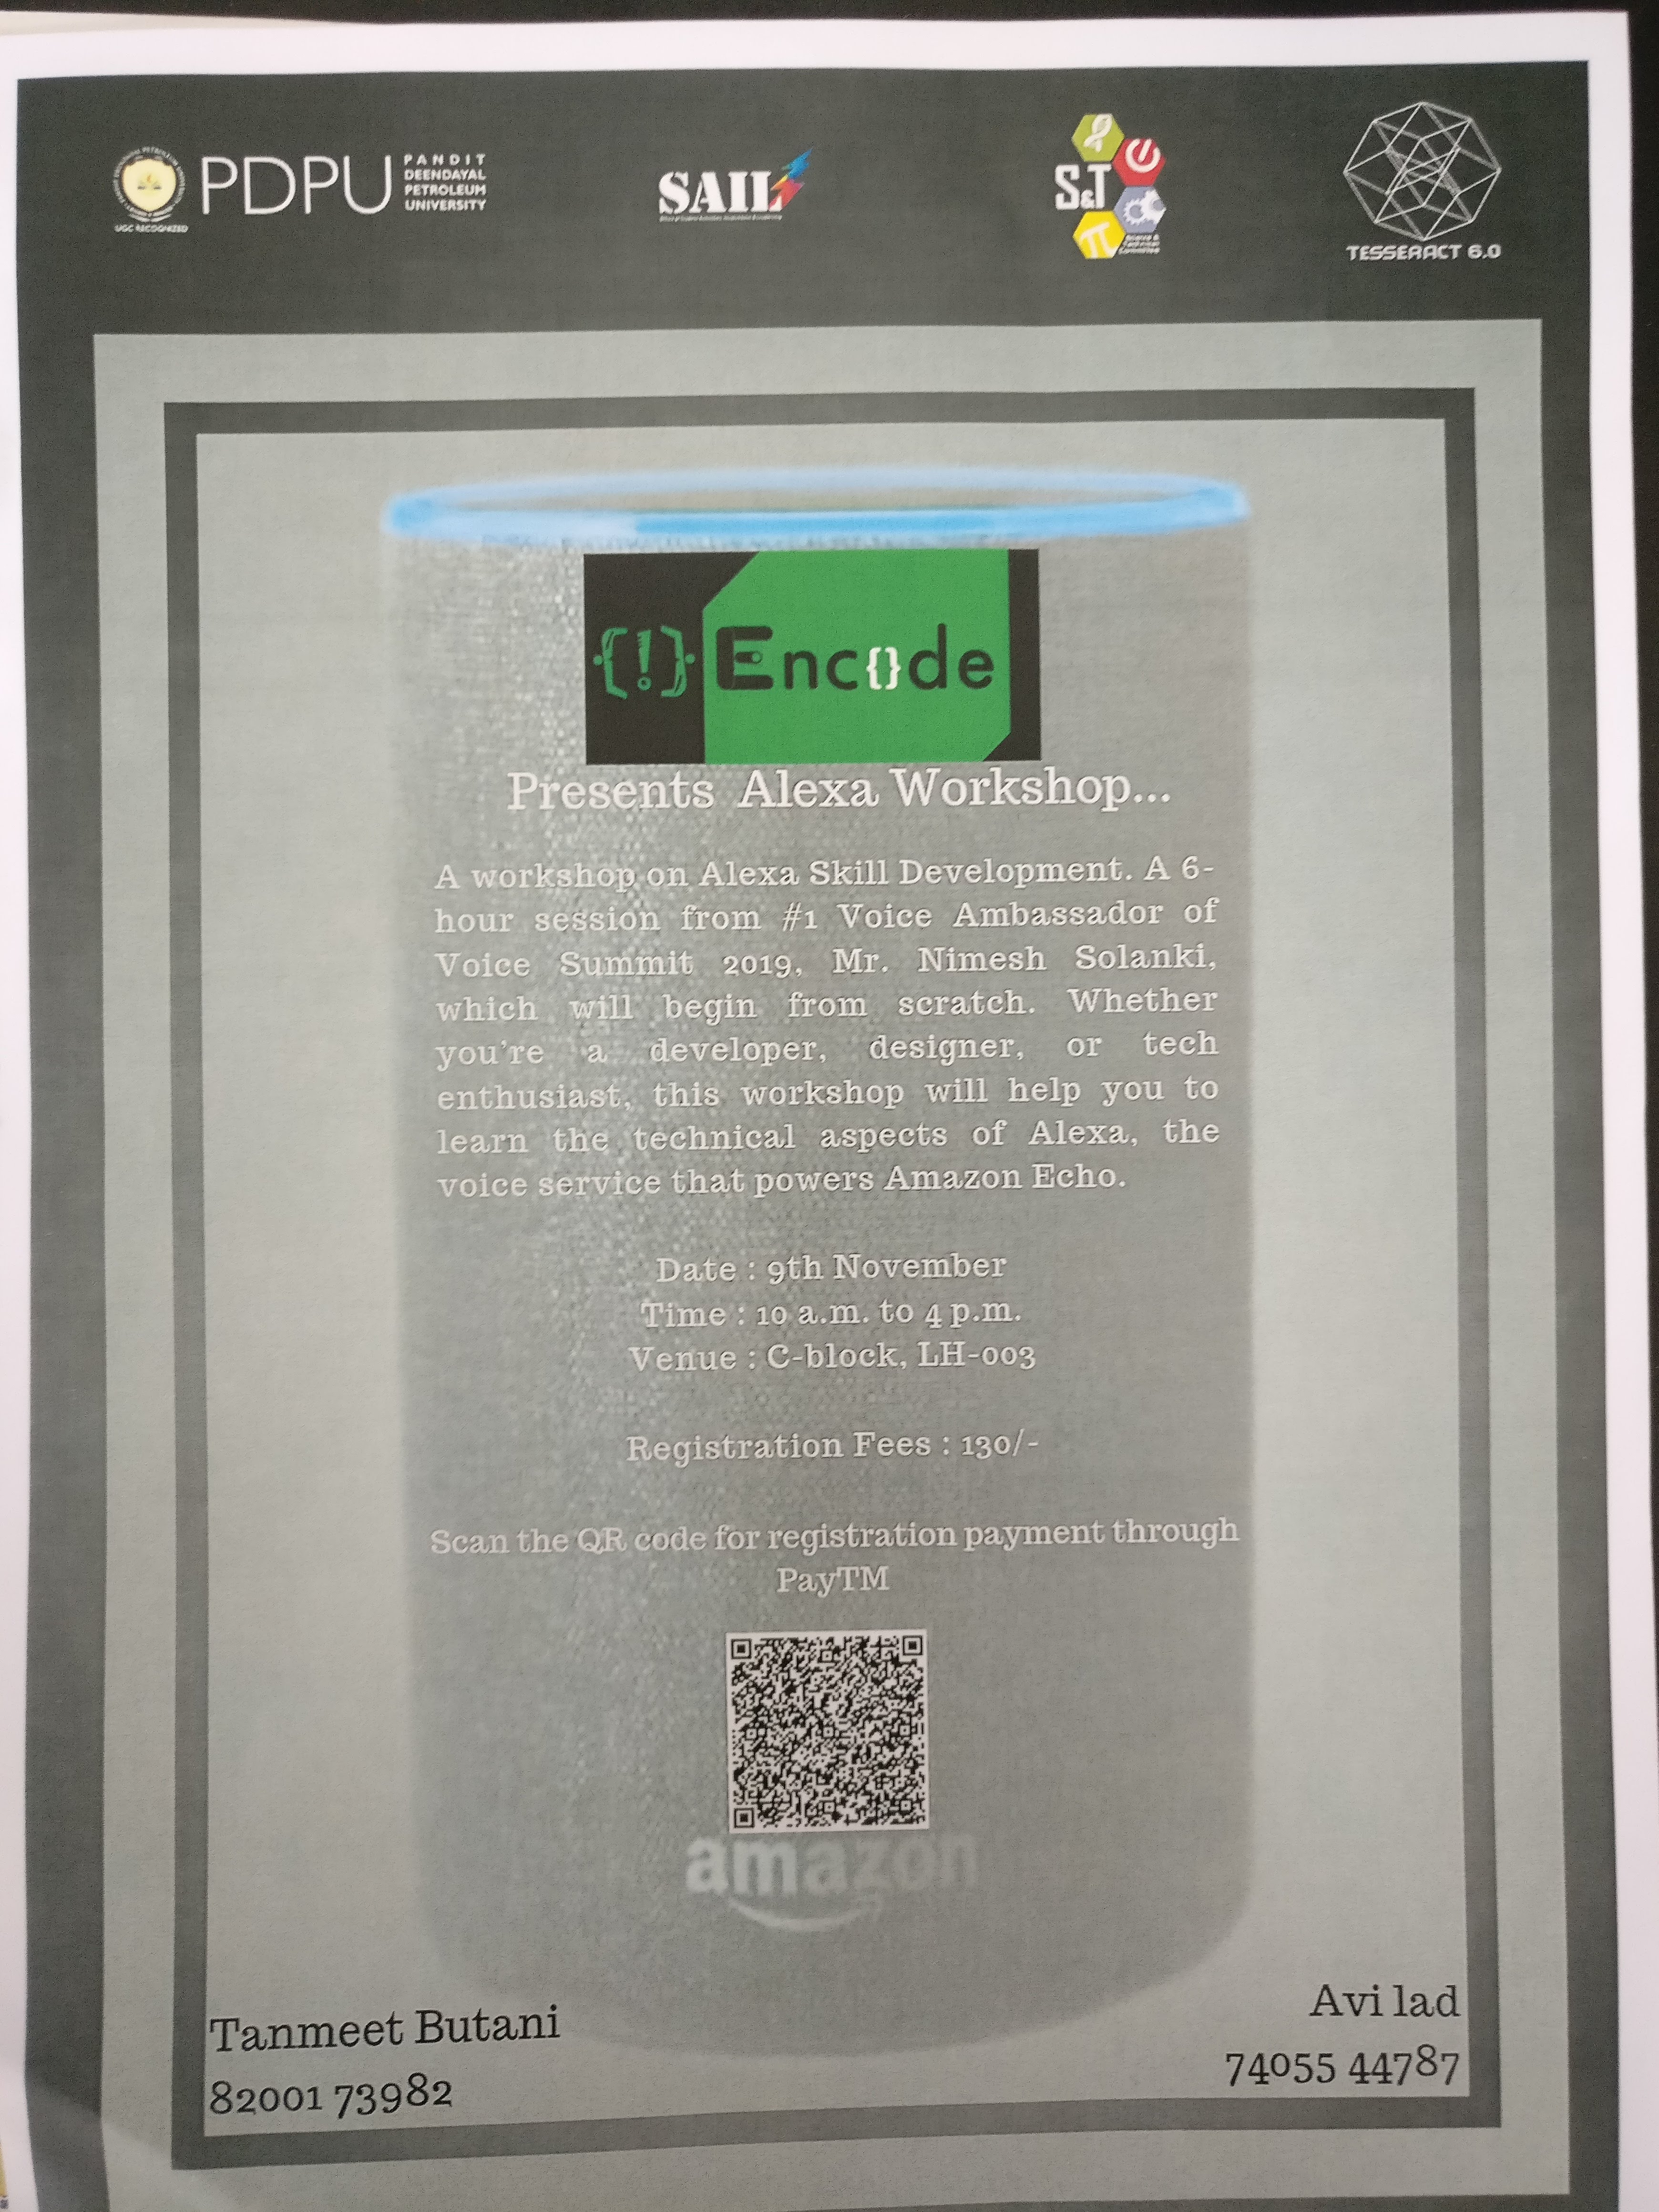 UGC RECOGNIZED
PDPU
PANDIT
DEENDAYAL
PETROLEUM
UNIVERSITY
SAIL
S&T
Science &
Technical
Committee
TESSERACT 6.0
{!} Enc{}de
Presents Alexa Workshop...
A workshop on Alexa Skill Development. A 6-
hour session from #1 Voice Ambassador of
Voice Summit 2019, Mr. Nimesh Solanki,
which will begin from scratch. Whether
you're a developer, designer, or tech
enthusiast, this workshop will help you to
learn the technical aspects of Alexa, the
voice service that powers Amazon Echo.
Date : 9th November
Time : 10 a.m. to 4 p.m.
Venue : C-block, LH-003
Registration Fees : 130/-
Scan the QR code for registration payment through
PayTM
amazon
Tanmeet Butani
82001 73982
Avi lad
74055 44787